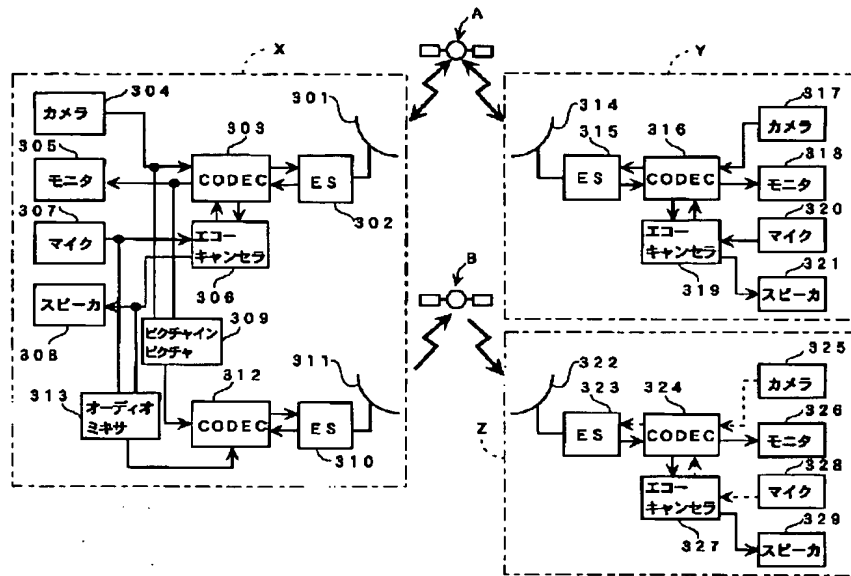 A
X
Y
304
カメラ
305
モニタ
307
マイク
スピーカ
308
303
CODEC
301
ES
302
エコー
キャンセラ
306
ピクチャイン
ピクチャ
309
313
オーディオ
ミキサ
312
CODEC
311
ES
310
B
314
315
ES
316
CODEC
317
カメラ
318
モニタ
320
マイク
エコー
キャンセラ
319
321
スピーカ
Z
322
323
ES
324
CODEC
325
カメラ
326
モニタ
328
マイク
エコー
キャンセラ
327
329
スピーカ